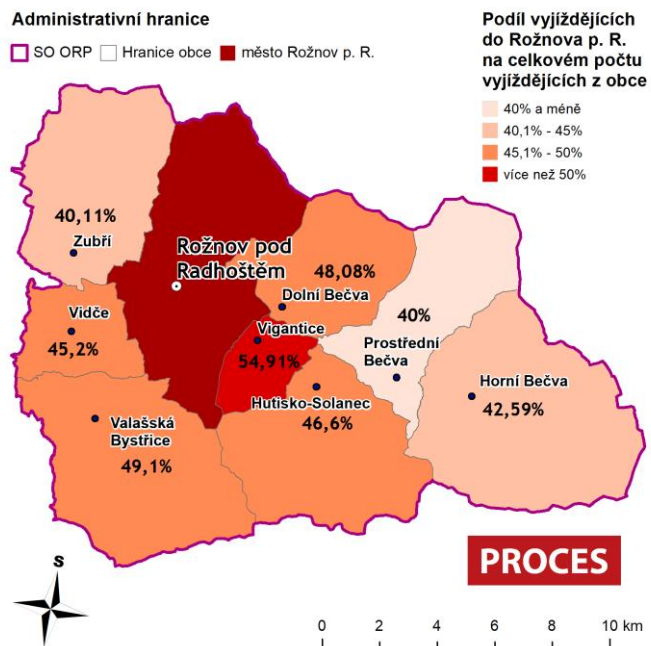 Administrativní hranice
SO ORP
Hranice obce
město Rožnov p. R.
Podíl vyjíždějících
do Rožnova p. R.
na celkovém počtu
vyjíždějících z obce
40% a méně
40,1% - 45%
45,1% - 50%
více než 50%
40,11%
Zubří
Rožnov pod
Radhoštěm
48,08%
Dolní Bečva
Vidče
45,2%
Vigantice
54,91%
40%
Prostřední
Bečva
Horní Bečva
42,59%
Hutisko-Solanec
46,6%
Valašská
Bystřice
49,1%
PROCES
S
0 2 4 6 8 10 km